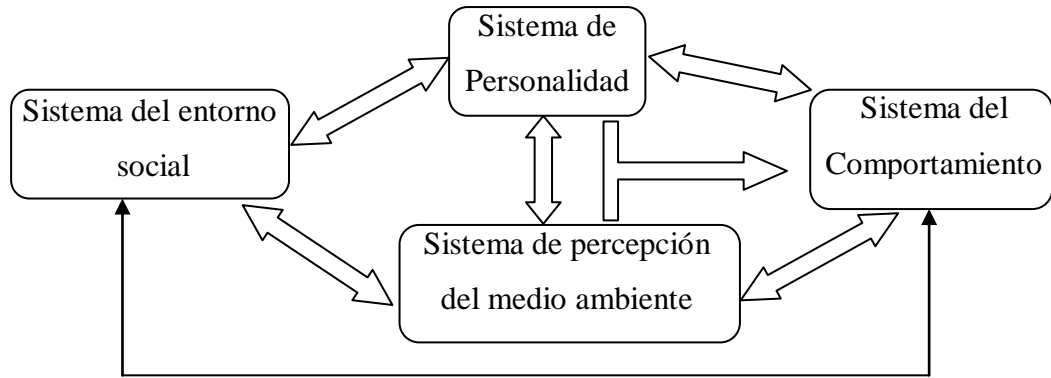 Sistema de
Personalidad
Sistema del entorno
social
Sistema del
Comportamiento
Sistema de percepción
del medio ambiente